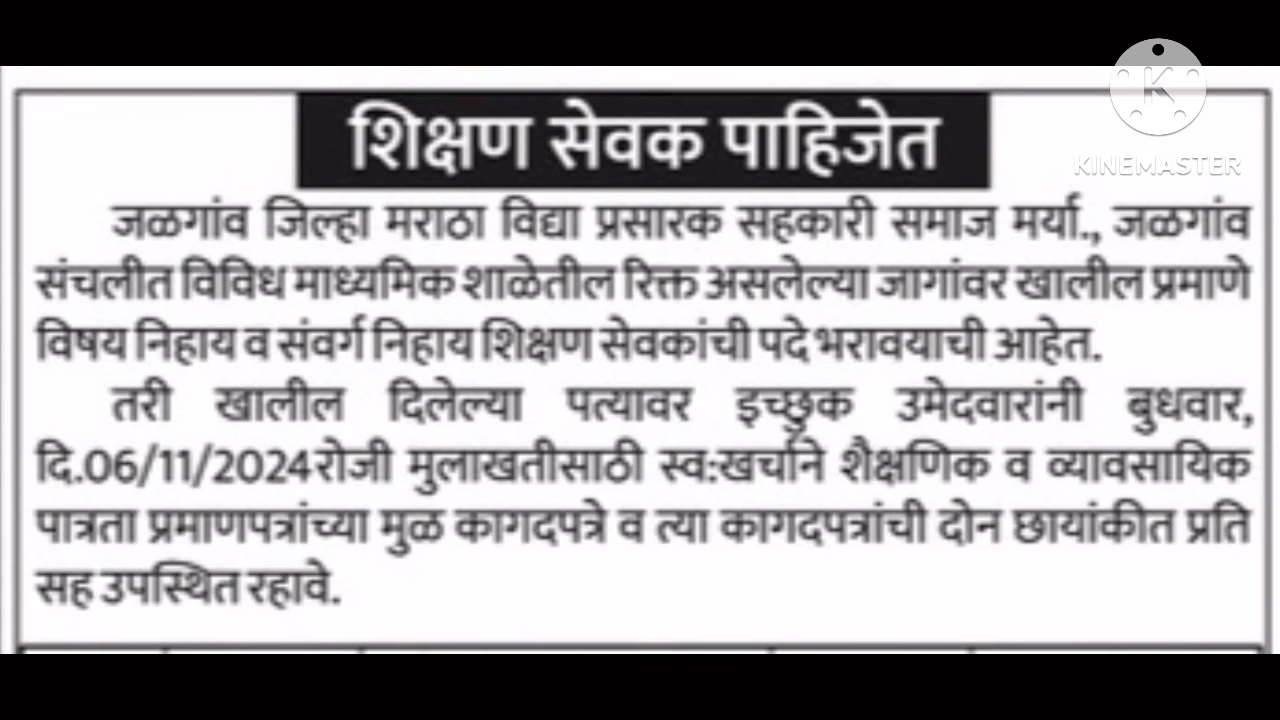 शिक्षण सेवक पाहिजेत
K
KINEMASTER
जळगांव जिल्हा मराठा विद्या प्रसारक सहकारी समाज मर्या., जळगांव
संचलीत विविध माध्यमिक शाळेतील रिक्त असलेल्या जागांवर खालील प्रमाणे
विषय निहाय व संवर्ग निहाय शिक्षण सेवकांची पदे भरावयाची आहेत.
तरी खालील दिलेल्या पत्यावर इच्छुक उमेदवारांनी बुधवार,
दि.06/11/2024रोजी मुलाखतीसाठी स्व:खर्चाने शैक्षणिक व व्यावसायिक
पात्रता प्रमाणपत्रांच्या मुळ कागदपत्रे व त्या कागदपत्रांची दोन छायांकीत प्रति
सह उपस्थित रहावे.